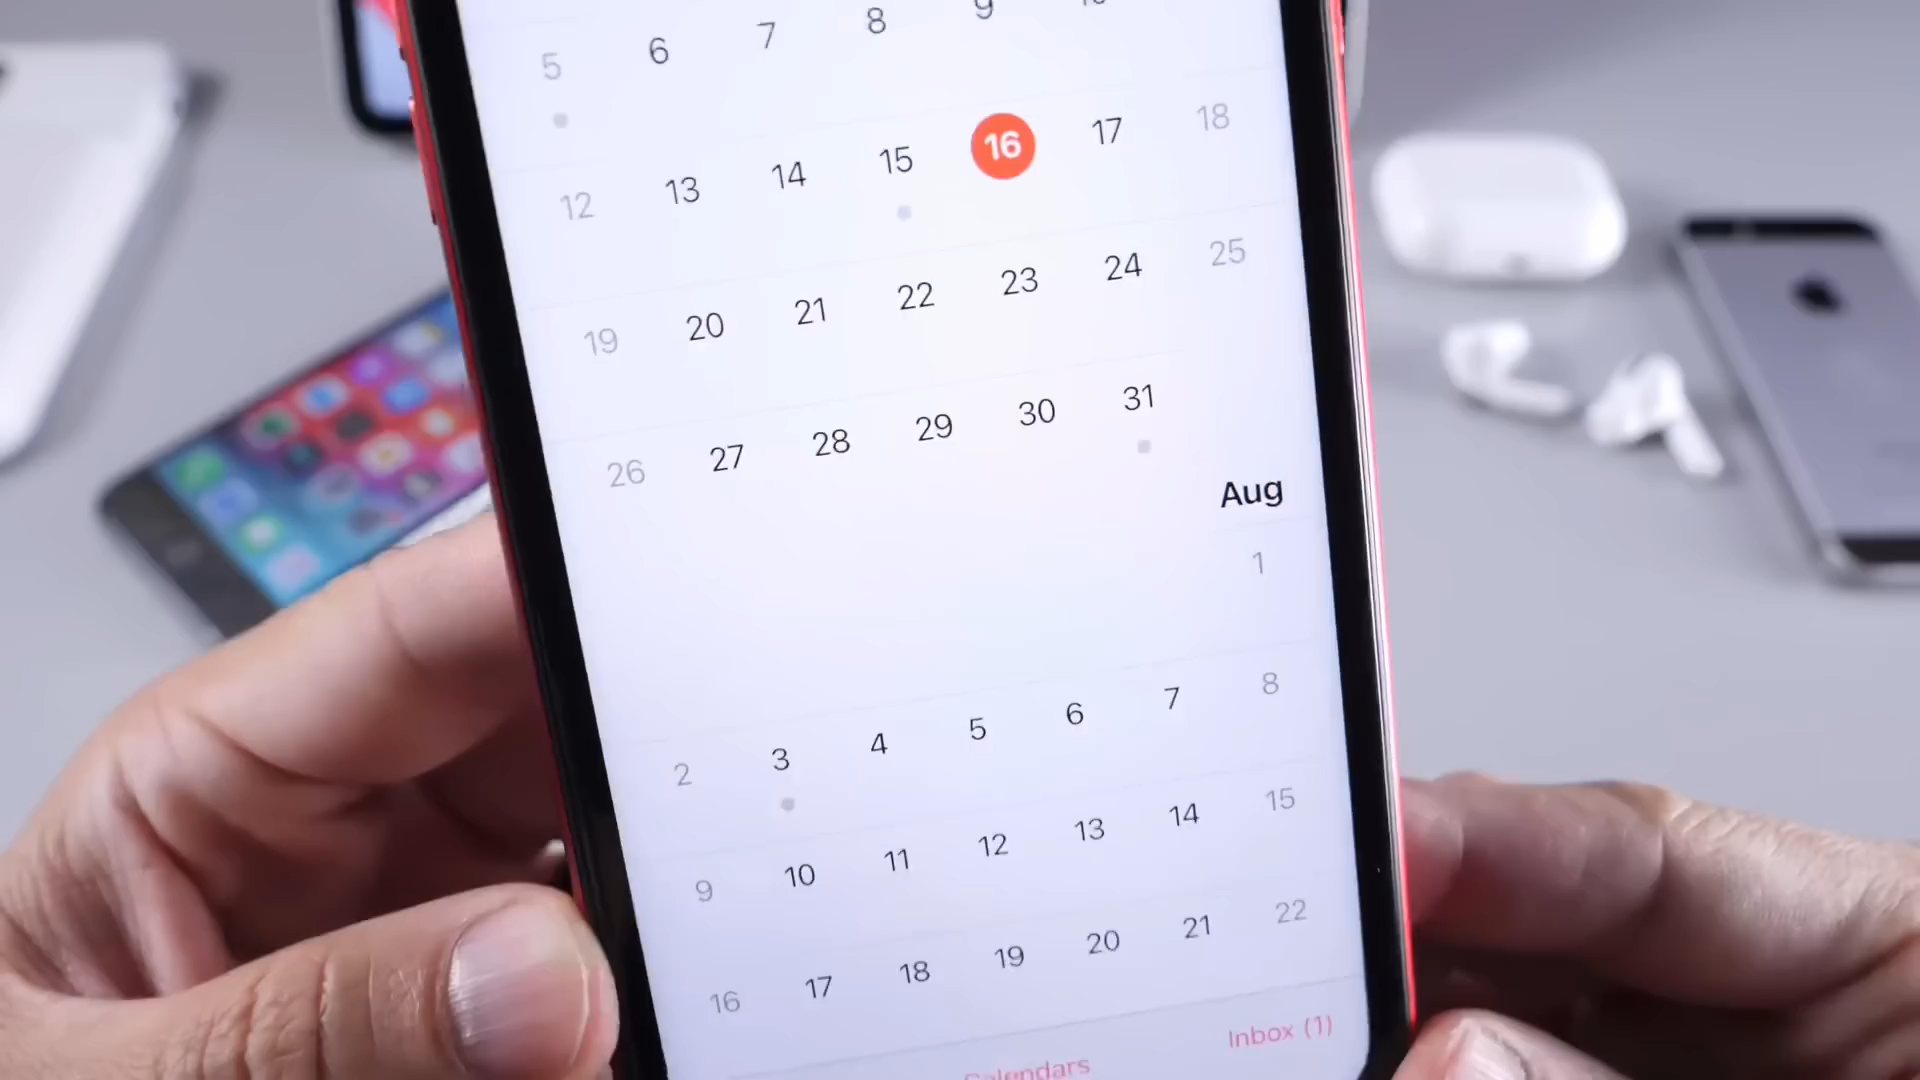 5 6 7 8 9 10
12 13 14 15 16 17 18
19 20 21 22 23 24 25
26 27 28 29 30 31
Aug
1
2 3 4 5 6 7 8
9 10 11 12 13 14 15
16 17 18 19 20 21 22
Calendars Inbox (1)